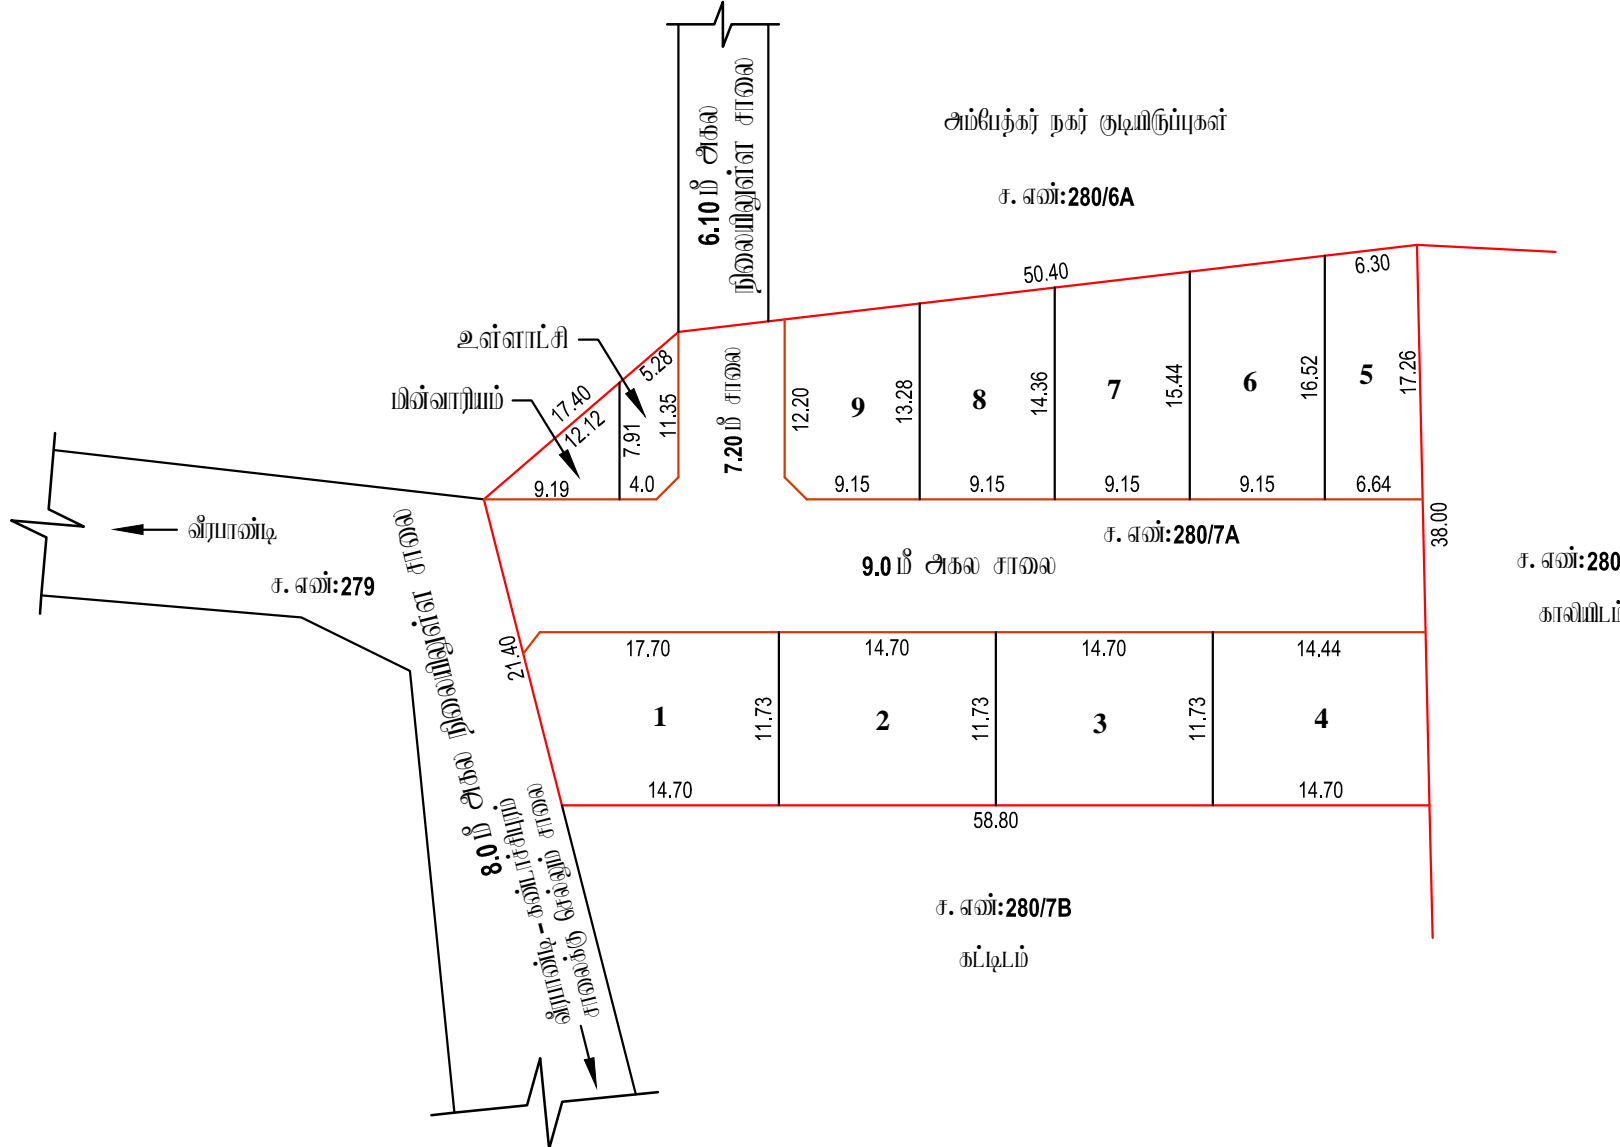 6.10 மீ அகல
நிலையிலுள்ள சாலை
அம்பேத்கர் நகர் குடியிருப்புகள்
ச. எண்:280/6A
50.40
6.30
உள்ளாட்சி
மின்வாரியம்
17.40
12.12
5.28
7.91
11.35
9.19
4.0
7.20 மீ சாலை
12.20
9
13.28
8
14.36
7
15.44
6
16.52
5
17.26
9.15
9.15
9.15
9.15
6.64
வீரபாண்டி
ச. எண்:279
ச. எண்:280/7A
9.0 மீ அகல சாலை
38.00
ச. எண்:280
காலியிடம்
8.0 மீ அகல நிலையிலுள்ள சாலை
21.40
17.70
14.70
14.70
14.44
1
11.73
2
11.73
3
11.73
4
14.70
14.70
58.80
வீரபாண்டி - கண்டாச்சிபுரம்
சாலைக்கு செல்லும் சாலை
ச. எண்:280/7B
கட்டிடம்